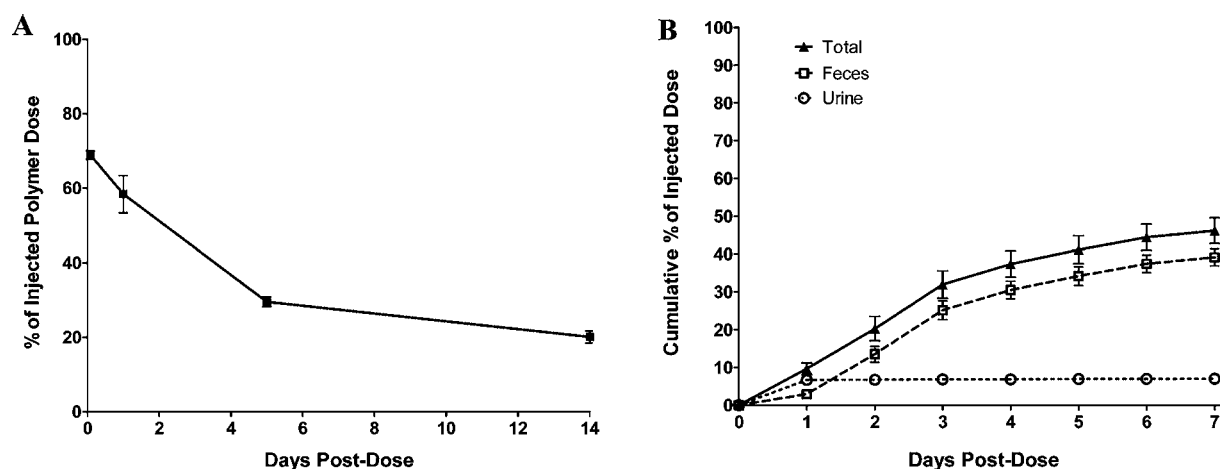 A
% of Injected Polymer Dose
100
80
60
40
20
0
0 2 4 6 8 10 12 14
Days Post-Dose
B
Cumulative % of Injected Dose
100
90
80
70
60
50
40
30
20
10
0
Total
Feces
Urine
0 1 2 3 4 5 6 7
Days Post-Dose